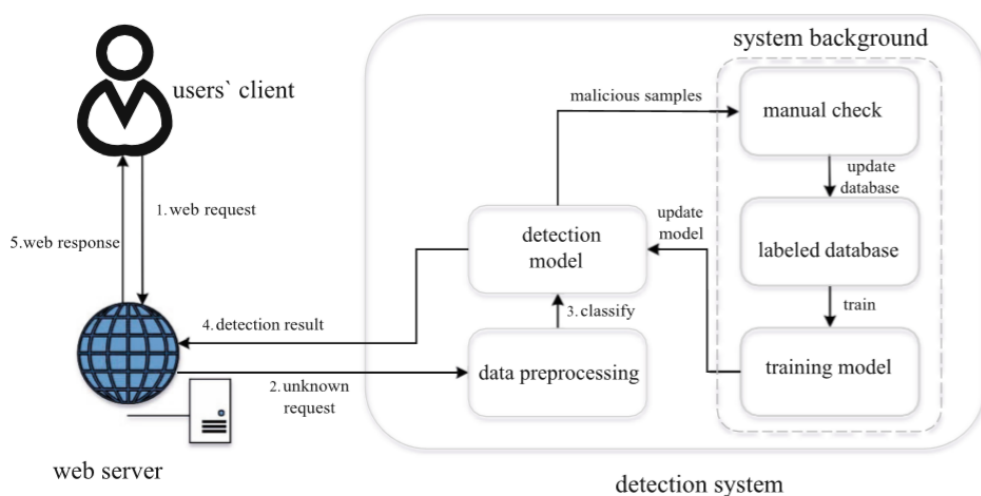 system background
users` client
malicious samples
manual check
update
database
1.web request
5.web response
update
model
detection
model
labeled database
4.detection result
3.classify
train
data preprocessing
training model
2.unknown
request
web server
detection system